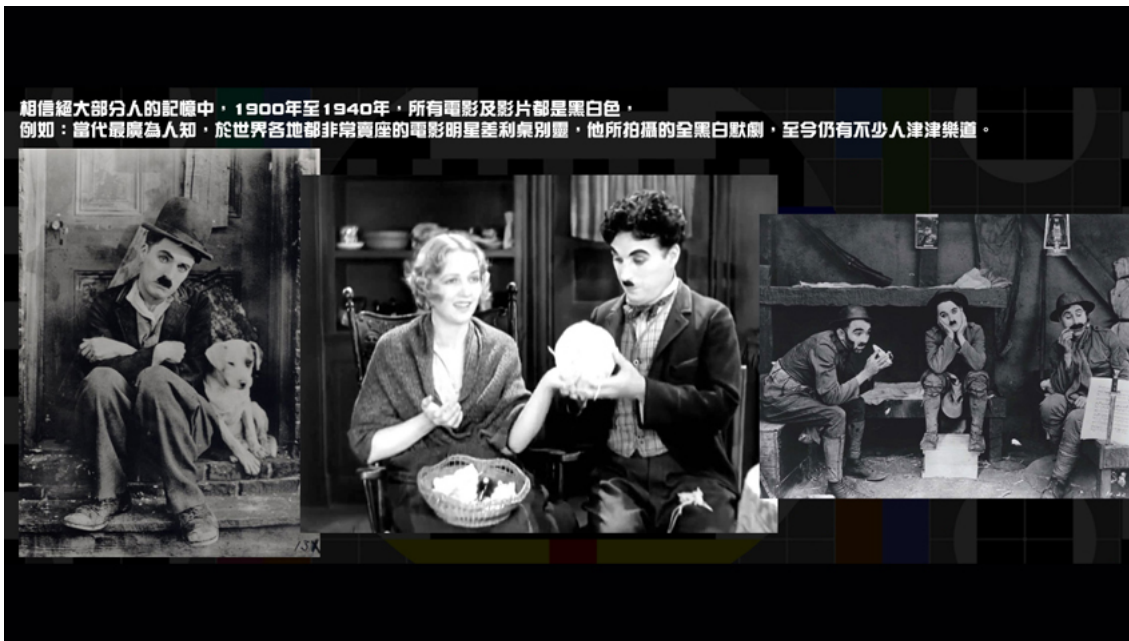 相信絕大部分人的記憶中，1900年至1940年，所有電影及影片都是黑白色，
例如：當代最廣為人知，於世界各地都非常賣座的電影明星差利卓別靈，他所拍攝的全黑白默劇，至今仍有不少人津津樂道。